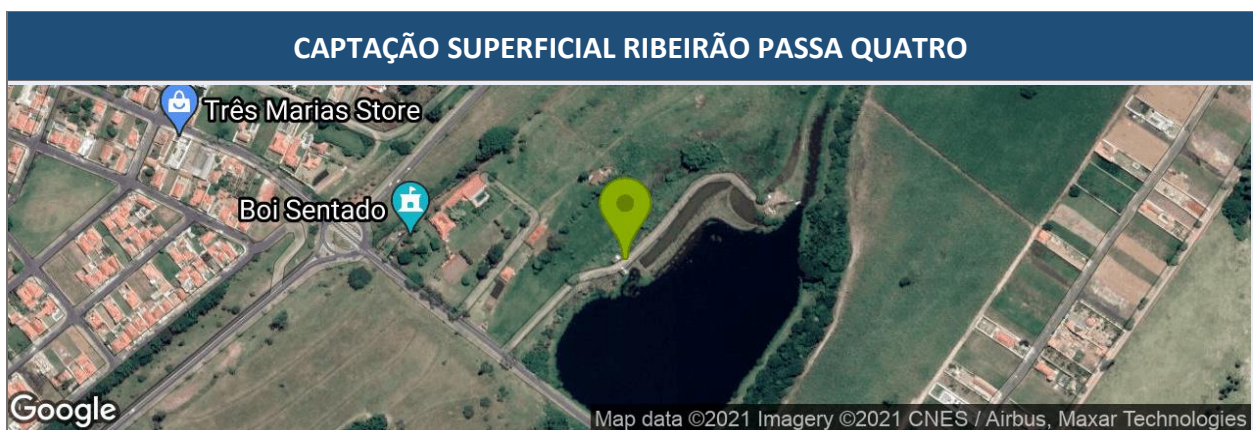 CAPTAÇÃO SUPERFICIAL RIBEIRÃO PASSA QUATRO
Três Marias Store
Boi Sentado
Google
Map data ©2021 Imagery ©2021 CNES / Airbus, Maxar Technologies